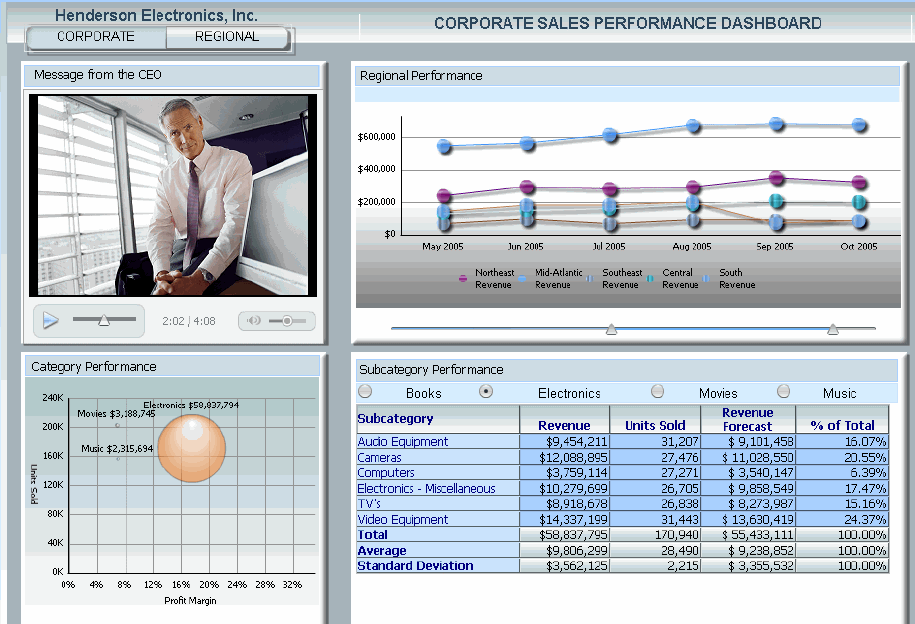 Henderson Electronics, Inc.
CORPORATE REGIONAL
CORPORATE SALES PERFORMANCE DASHBOARD
Message from the CEO
2:02 / 4:08
Regional Performance
$600,000
$400,000
$200,000
$0
May 2005 Jun 2005 Jul 2005 Aug 2005 Sep 2005 Oct 2005
Northeast Mid-Atlantic Southeast Central South
Revenue Revenue Revenue Revenue Revenue
Category Performance
240K
200K
160K
120K
80K
40K
0K
Units Sold
Electronics $58,837,794
Movies $3,188,745
Music $2,315,694
0% 4% 8% 12% 16% 20% 24% 28% 32%
Profit Margin
Subcategory Performance
Books Electronics Movies Music
Subcategory Revenue Units Sold Revenue Forecast % of Total
Audio Equipment $9,454,211 31,207 $ 9,101,458 16.07%
Cameras $12,088,895 27,476 $ 11,028,550 20.55%
Computers $3,759,114 27,271 $ 3,540,147 6.39%
Electronics - Miscellaneous $10,279,699 26,705 $ 9,858,549 17.47%
TV's $8,918,678 26,838 $ 8,273,987 15.16%
Video Equipment $14,337,199 31,443 $ 13,630,419 24.37%
Total $58,837,795 170,940 $ 55,433,111 100.00%
Average $9,806,299 28,490 $ 9,238,852 100.00%
Standard Deviation $3,562,125 2,215 $ 3,355,532 100.00%